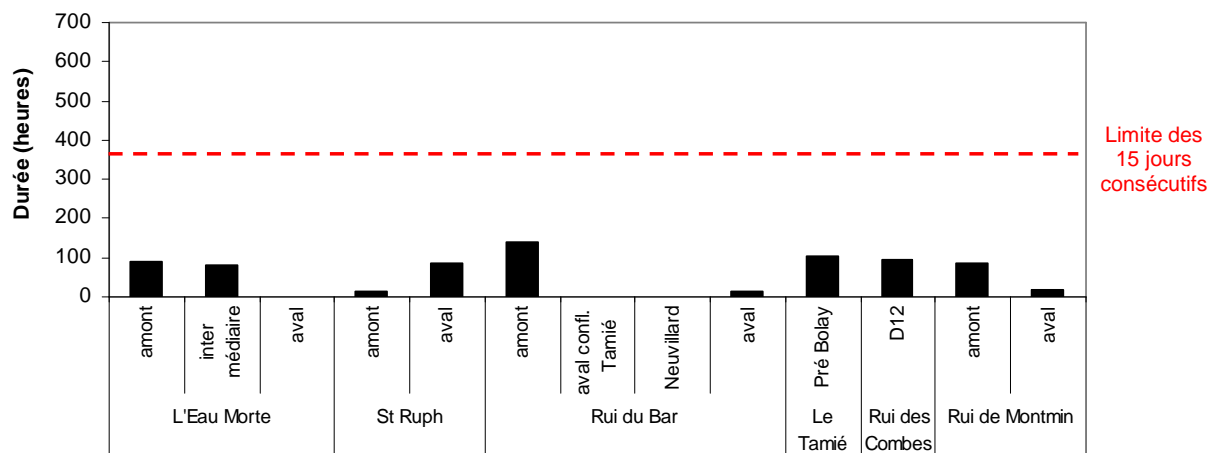 700
600
500
400
300
200
100
0
Durée (heures)
Limite des
15 jours
consécutifs
amont
inter
médiaire
aval
amont
aval
amont
aval confl.
Tamié
Neuvillard
aval
Pré Bolay
D12
amont
aval
L'Eau Morte
St Ruph
Rui du Bar
Le
Tamié
Rui des
Combes
Rui de Montmin